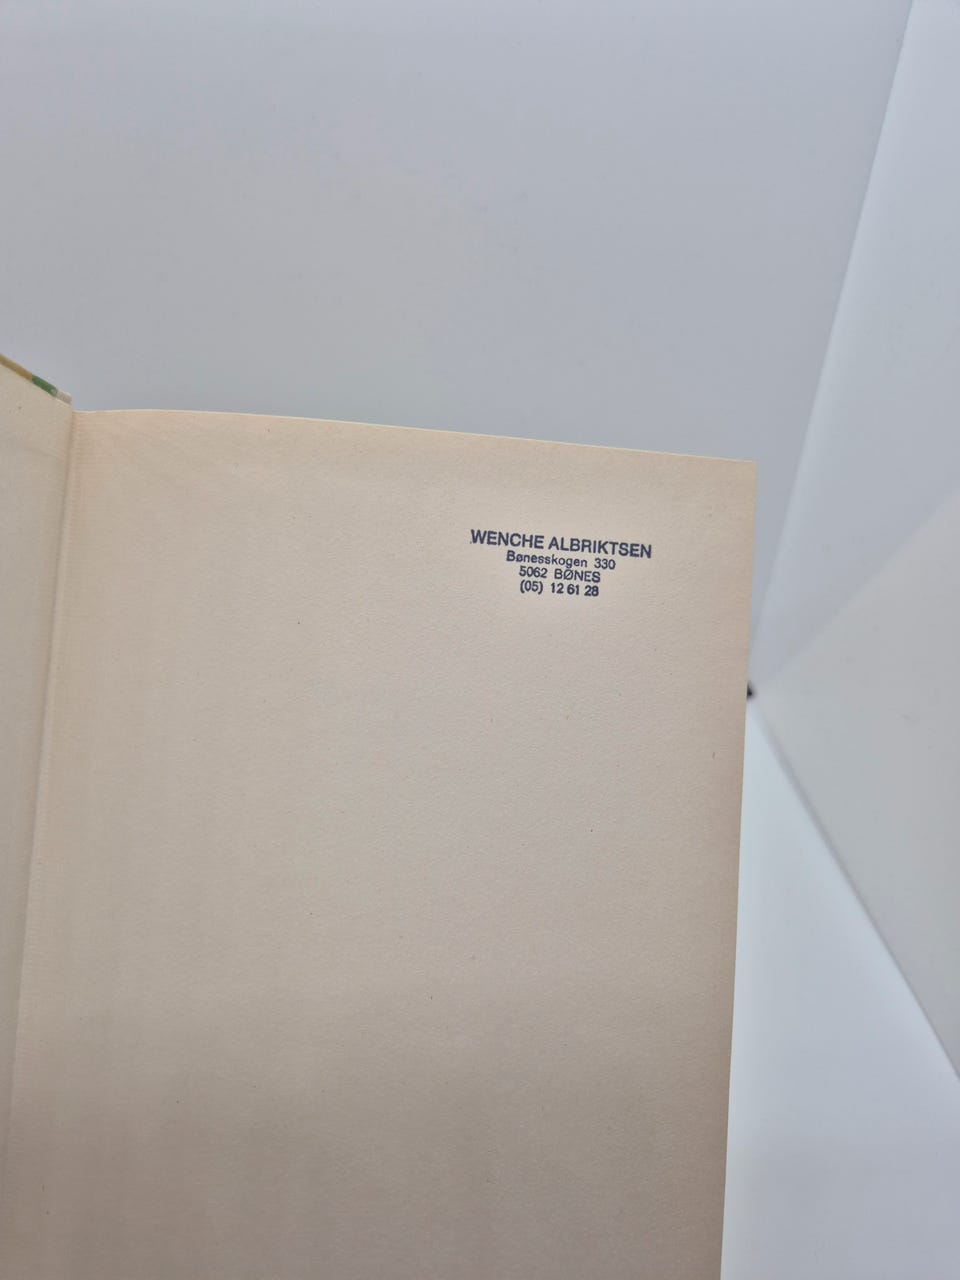 WENCHE ALBRIKTSEN
Bønesskogen 330
5062 BØNES
(05) 12 61 28